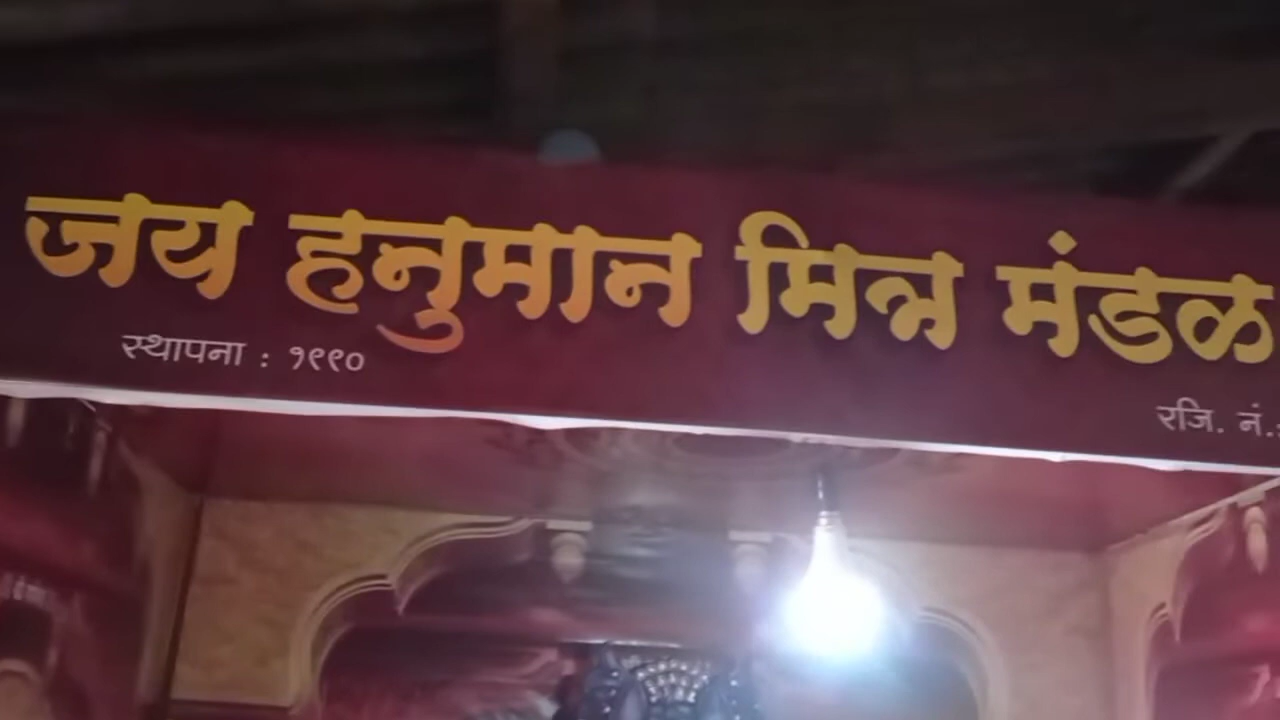 जय हनुमान मित्र मंडळ
स्थापना : १९९०
रजि. नं.: